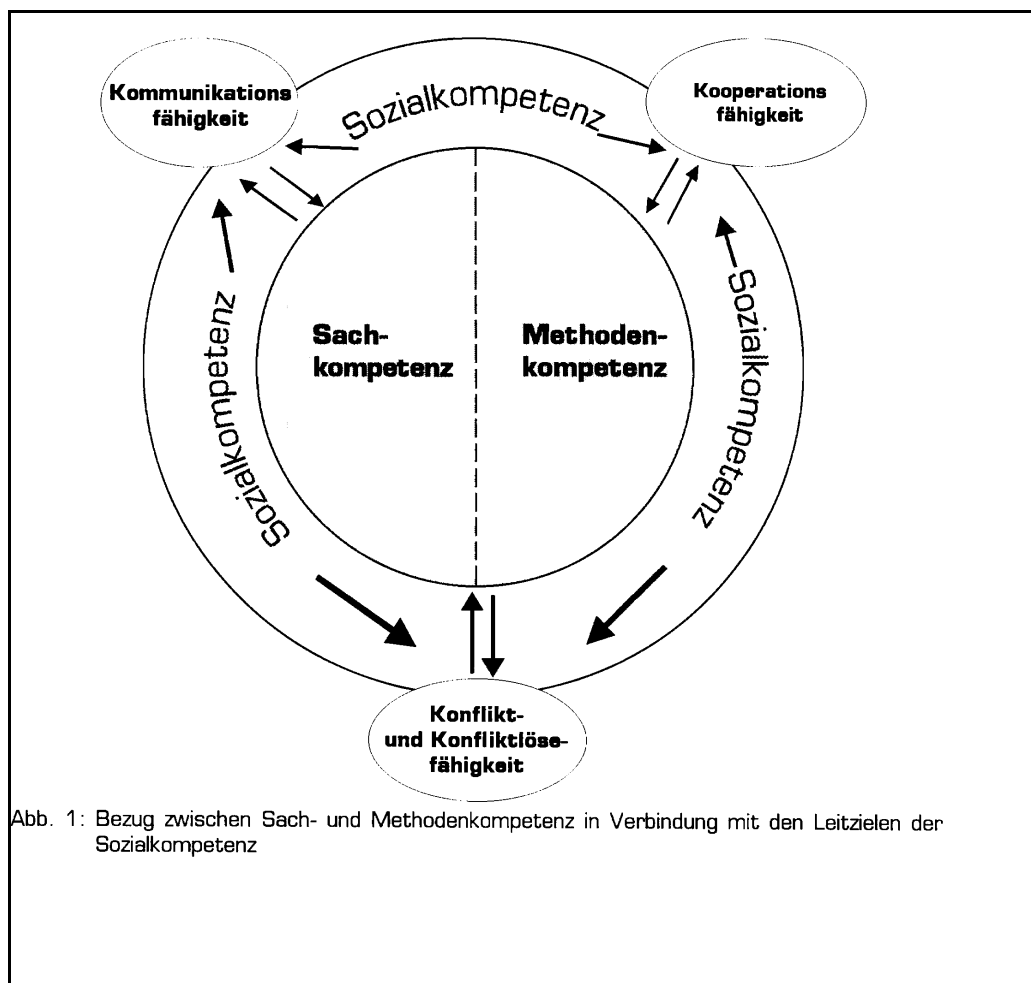 Kommunikations
fähigkeit
Sozialkompetenz
Kooperations
fähigkeit
Sach-
kompetenz
Methoden-
kompetenz
Sozialkompetenz
Sozialkompetenz
Konflikt-
und Konfliktlöse-
fähigkeit
Abb. 1: Bezug zwischen Sach- und Methodenkompetenz in Verbindung mit den Leitzielen der
Sozialkompetenz